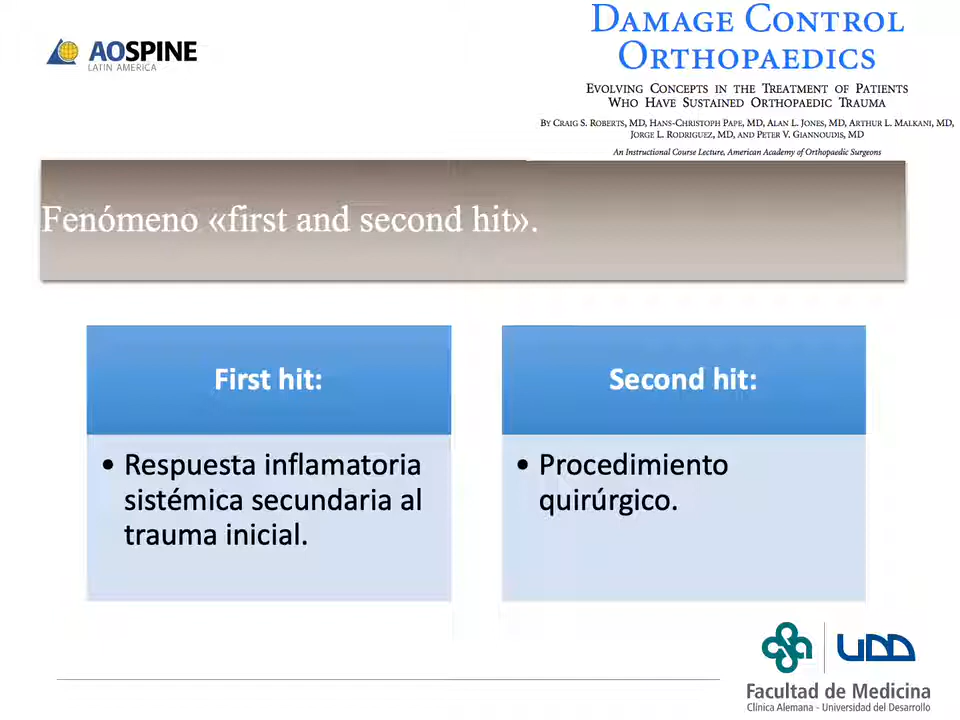 AOSPINE
LATIN AMERICA
DAMAGE CONTROL
ORTHOPAEDICS
EVOLVING CONCEPTS IN THE TREATMENT OF PATIENTS
WHO HAVE SUSTAINED ORTHOPAEDIC TRAUMA
BY CRAIG S. ROBERTS, MD, HANS-CHRISTOPH PAPE, MD, ALAN L. JONES, MD, ARTHUR L. MALKANI, MD,
JORGE L. RODRIGUEZ, MD, AND PETER V. GIANNOUDIS, MD
An Instructional Course Lecture, American Academy of Orthopaedic Surgeons
Fenómeno «first and second hit».
First hit:
• Respuesta inflamatoria
sistémica secundaria al
trauma inicial.
Second hit:
• Procedimiento
quirúrgico.
UDD
Facultad de Medicina
Clínica Alemana - Universidad del Desarrollo